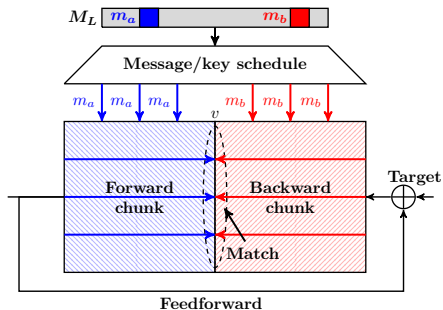 M_L m_a m_b
Message/key schedule
m_a m_a m_a m_b m_b m_b
v
Target
Forward chunk
Backward chunk
Match
Feedforward